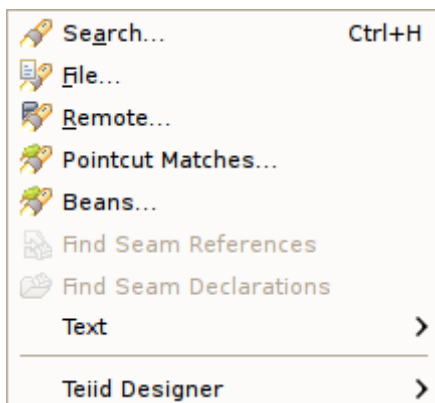 Search... Ctrl+H
File...
Remote...
Pointcut Matches...
Beans...
Find Seam References
Find Seam Declarations
Text
Teiid Designer